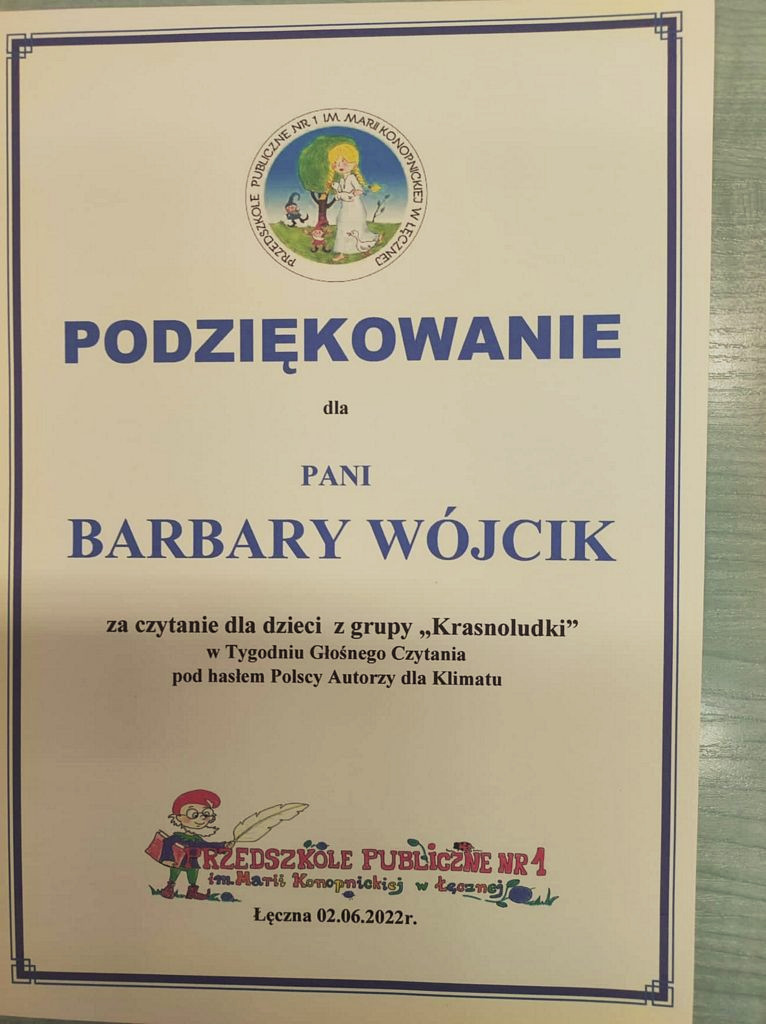 PRZEDSZKOLE PUBLICZNE NR 1 IM. MARII KONOPNICKIEJ W ŁĘCZNEJ
PODZIĘKOWANIE
dla
PANI
BARBARY WÓJCIK
za czytanie dla dzieci z grupy „Krasnoludki”
w Tygodniu Głośnego Czytania
pod hasłem Polscy Autorzy dla Klimatu
PRZEDSZKOLE PUBLICZNE NR 1
im. Marii Konopnickiej w Łęcznej
Łęczna 02.06.2022r.